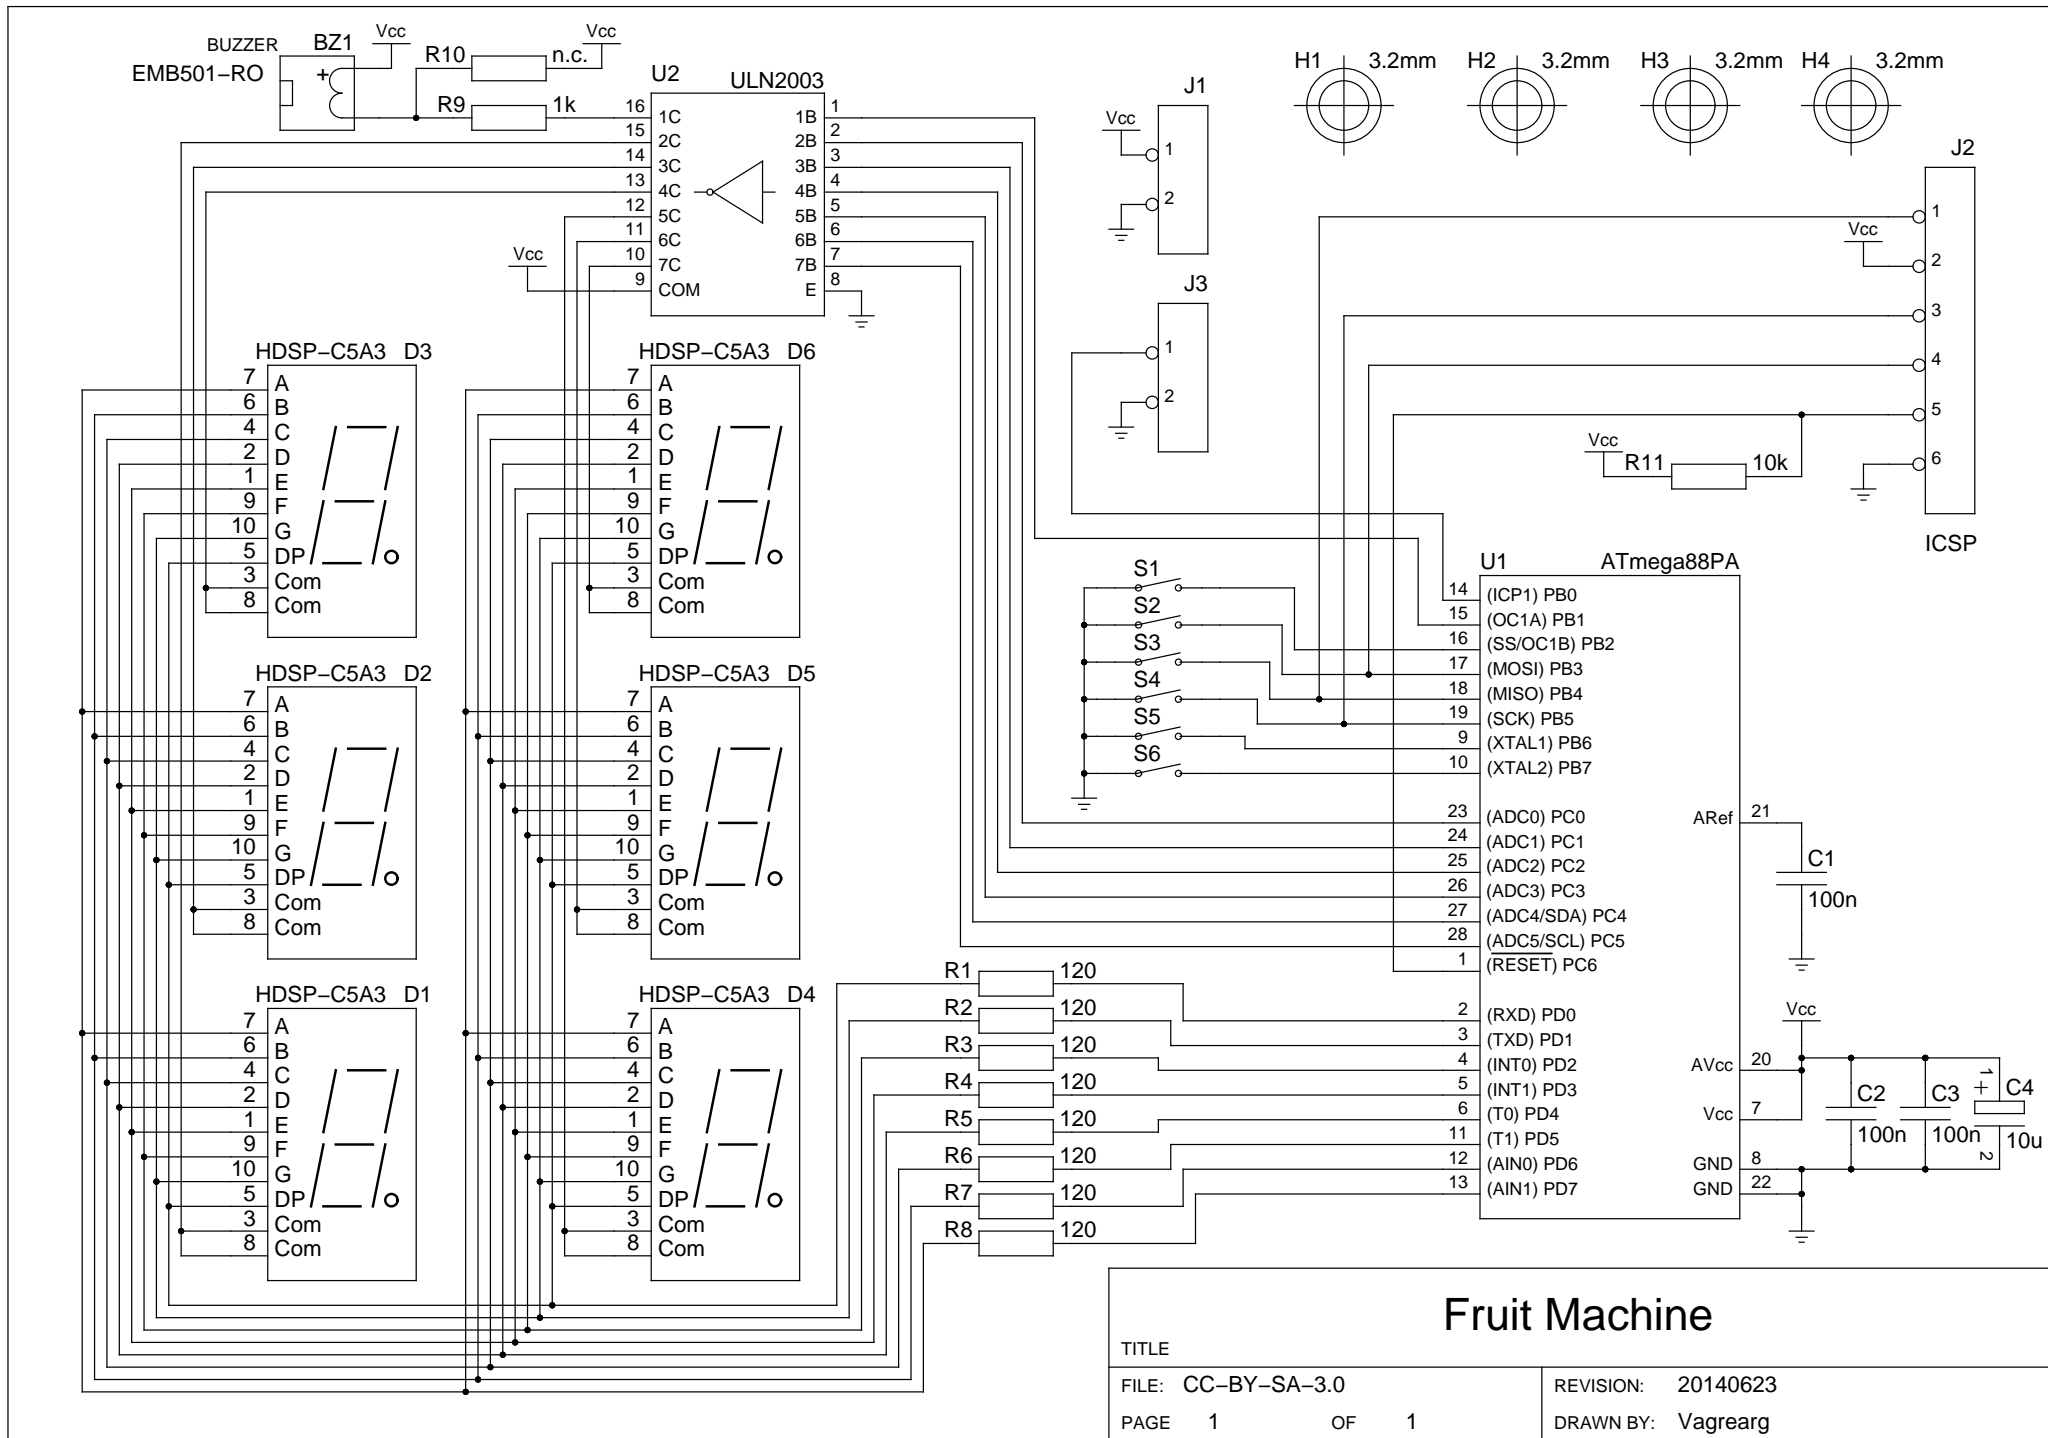 BUZZER BZ1 Vcc
EMB501-RO +
R10 n.c. Vcc
R9 1k
U2 ULN2003
16 1C 1B 1
15 2C 2B 2
14 3C 3B 3
13 4C 4B 4
12 5C 5B 5
11 6C 6B 6
10 7C 7B 7
9 COM E 8
Vcc
J1
Vcc
1
2
J3
1
2
H1 3.2mm H2 3.2mm H3 3.2mm H4 3.2mm
J2
1
Vcc
2
3
4
5
6
ICSP
Vcc
R11 10k
HDSP-C5A3 D3
7 A
6 B
4 C
2 D
1 E
9 F
10 G
5 DP
3 Com
8 Com
HDSP-C5A3 D6
7 A
6 B
4 C
2 D
1 E
9 F
10 G
5 DP
3 Com
8 Com
HDSP-C5A3 D2
7 A
6 B
4 C
2 D
1 E
9 F
10 G
5 DP
3 Com
8 Com
HDSP-C5A3 D5
7 A
6 B
4 C
2 D
1 E
9 F
10 G
5 DP
3 Com
8 Com
HDSP-C5A3 D1
7 A
6 B
4 C
2 D
1 E
9 F
10 G
5 DP
3 Com
8 Com
HDSP-C5A3 D4
7 A
6 B
4 C
2 D
1 E
9 F
10 G
5 DP
3 Com
8 Com
S1
S2
S3
S4
S5
S6
U1 ATmega88PA
14 (ICP1) PB0
15 (OC1A) PB1
16 (SS/OC1B) PB2
17 (MOSI) PB3
18 (MISO) PB4
19 (SCK) PB5
9 (XTAL1) PB6
10 (XTAL2) PB7
23 (ADC0) PC0
24 (ADC1) PC1
25 (ADC2) PC2
26 (ADC3) PC3
27 (ADC4/SDA) PC4
28 (ADC5/SCL) PC5
1 (RESET) PC6
2 (RXD) PD0
3 (TXD) PD1
4 (INT0) PD2
5 (INT1) PD3
6 (T0) PD4
11 (T1) PD5
12 (AIN0) PD6
13 (AIN1) PD7
ARef 21
AVcc 20
Vcc 7
GND 8
GND 22
C1
100n
Vcc
C2
100n
C3
100n
1 + C4
10u
2
R1 120
R2 120
R3 120
R4 120
R5 120
R6 120
R7 120
R8 120
Fruit Machine
TITLE
FILE: CC-BY-SA-3.0
REVISION: 20140623
PAGE 1 OF 1
DRAWN BY: Vagrearg